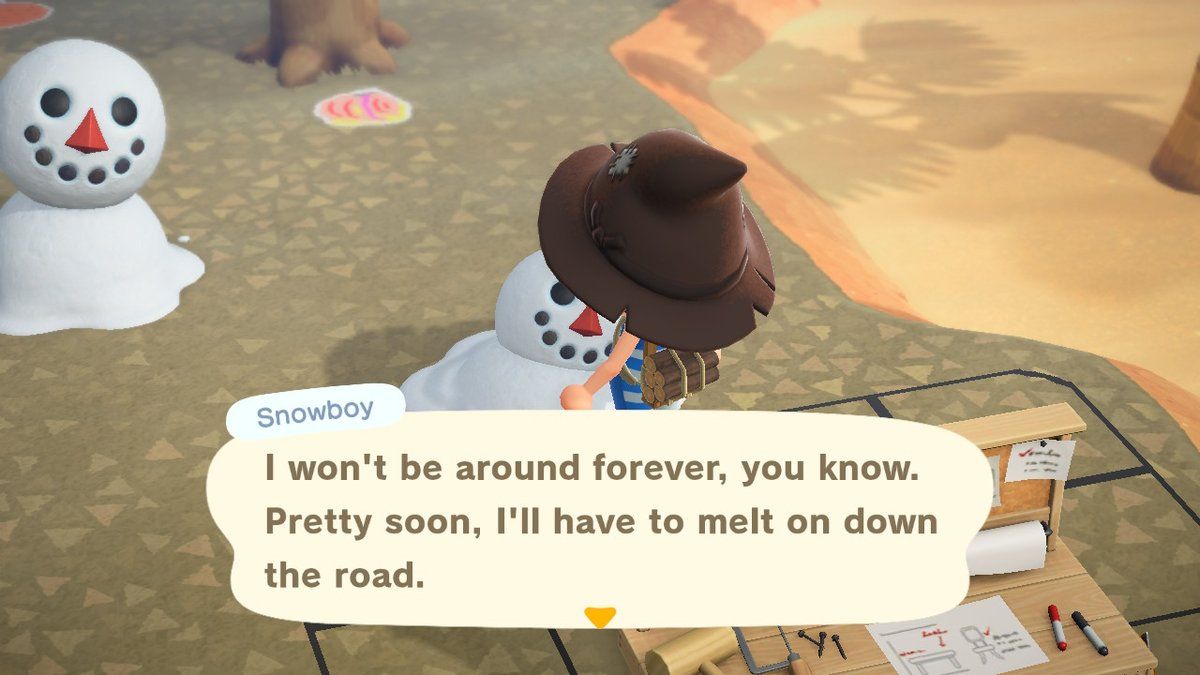 Snowboy
I won't be around forever, you know.
Pretty soon, I'll have to melt on down
the road.